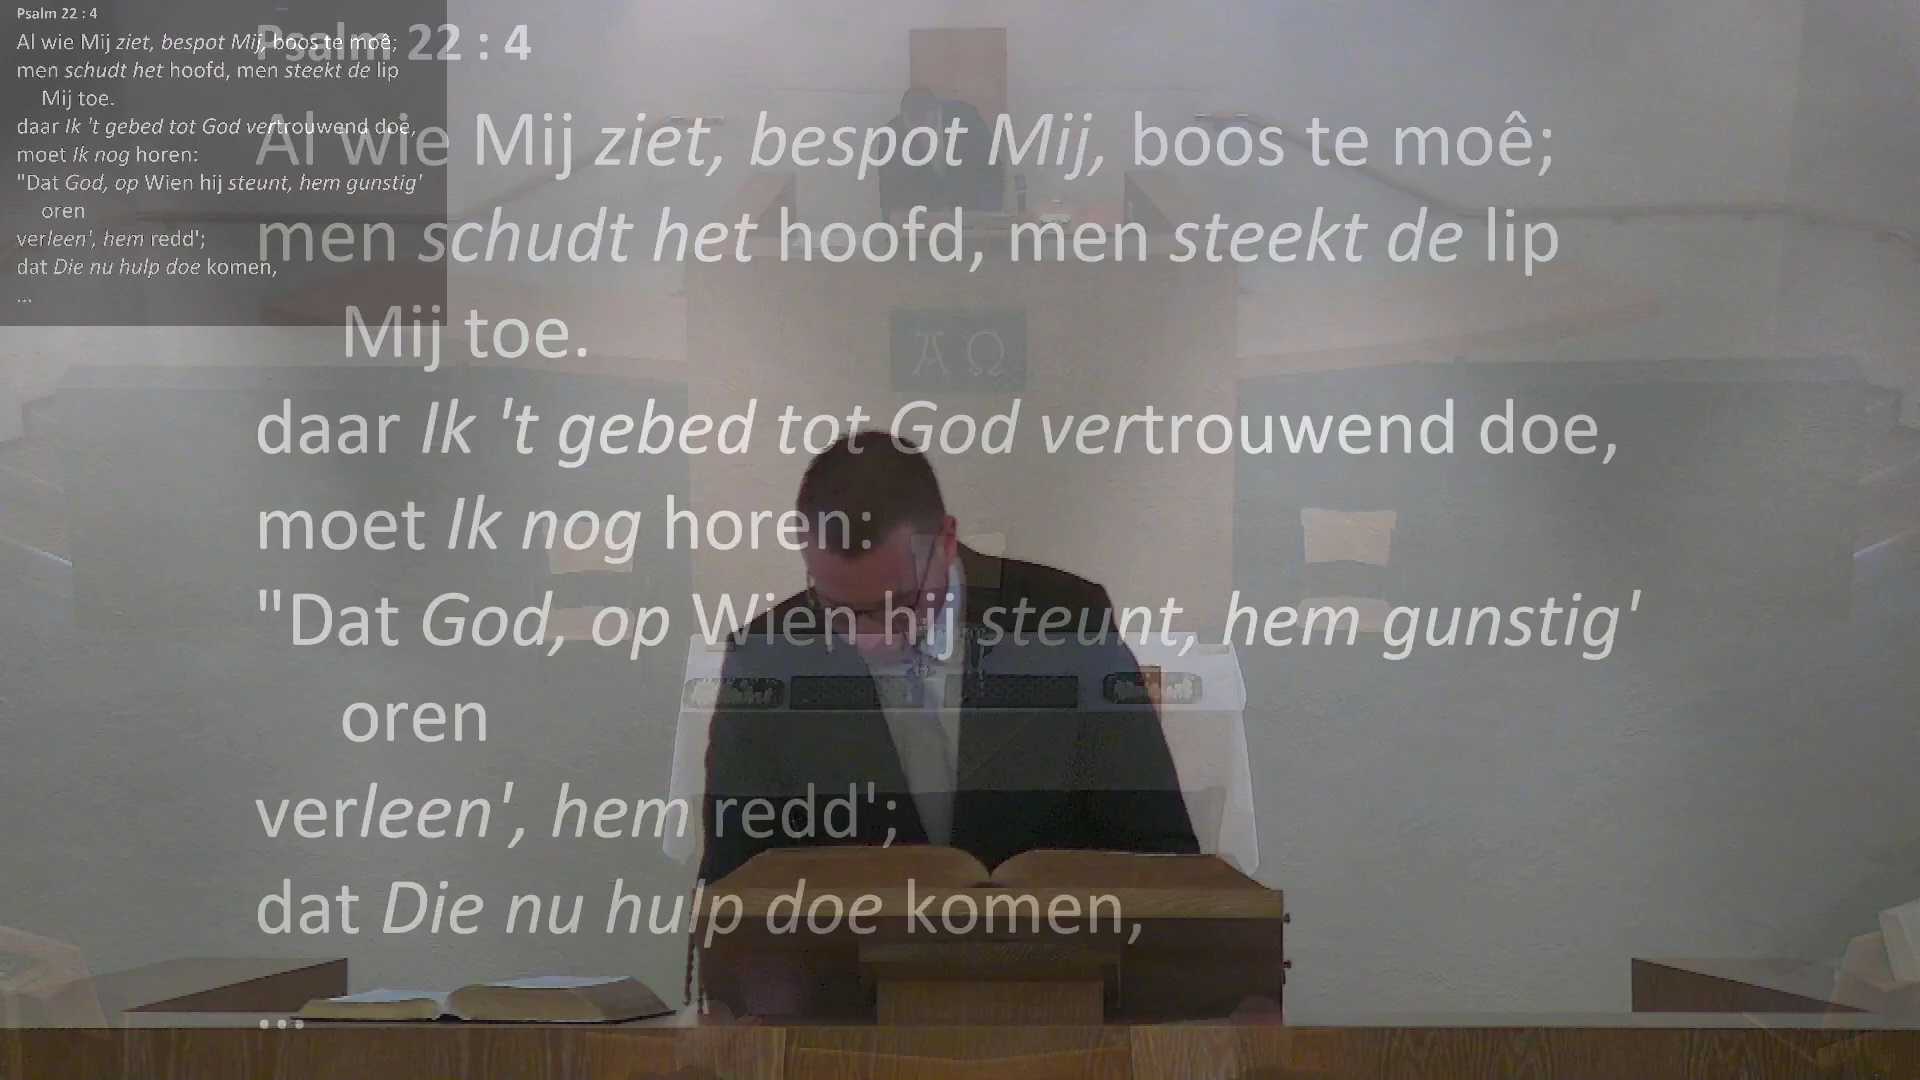 Psalm 22 : 4
Al wie Mij ziet, bespot Mij, boos te moê;
men schudt het hoofd, men steekt de lip
Mij toe.
daar Ik 't gebed tot God vertrouwend doe,
moet Ik nog horen:
"Dat God, op Wien hij steunt, hem gunstig'
oren
verleen', hem redd';
dat Die nu hulp doe komen,
...
Psalm 22 : 4
Al wie Mij ziet, bespot Mij, boos te moê;
men schudt het hoofd, men steekt de lip
Mij toe.
daar Ik 't gebed tot God vertrouwend doe,
moet Ik nog horen:
"Dat God, op Wien hij steunt, hem gunstig'
oren
verleen', hem redd';
dat Die nu hulp doe komen,
...
Α Ω